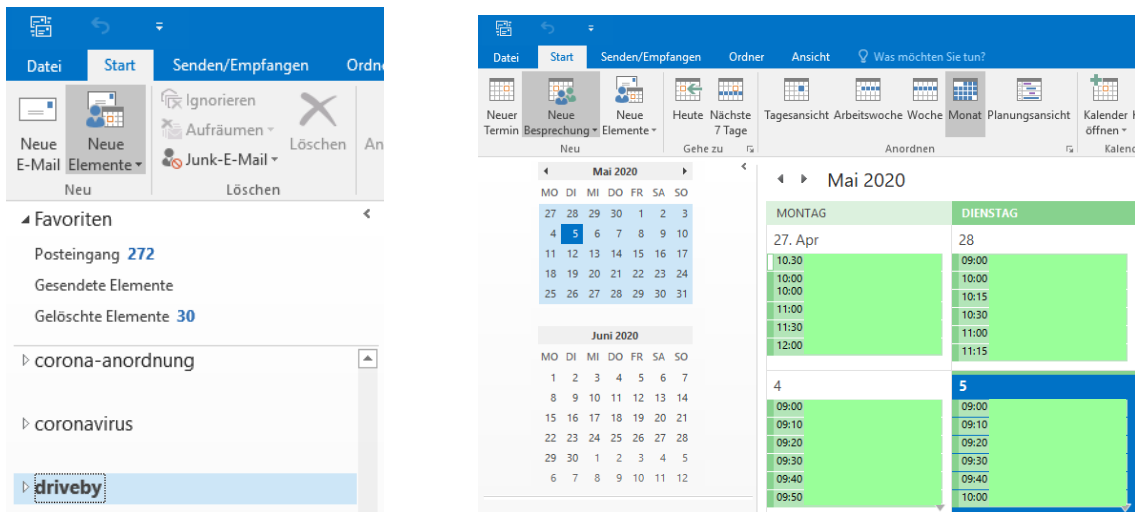 Datei Start Senden/Empfangen Ordn
Neue E-Mail
Neue Elemente
Ignorieren
Aufräumen
Junk-E-Mail
Löschen
An
Neu
Löschen
Favoriten
Posteingang 272
Gesendete Elemente
Gelöschte Elemente 30
corona-anordnung
coronavirus
driveby
Datei Start Senden/Empfangen Ordner Ansicht Was möchten Sie tun?
Neuer Termin
Neue Besprechung
Neue Elemente
Heute
Nächste 7 Tage
Tagesansicht Arbeitswoche Woche Monat Planungsansicht
Kalender öffnen
Neu
Gehe zu
Anordnen
Kalend
Mai 2020
MO DI MI DO FR SA SO
27 28 29 30 1 2 3
4 5 6 7 8 9 10
11 12 13 14 15 16 17
18 19 20 21 22 23 24
25 26 27 28 29 30 31
Juni 2020
MO DI MI DO FR SA SO
1 2 3 4 5 6 7
8 9 10 11 12 13 14
15 16 17 18 19 20 21
22 23 24 25 26 27 28
29 30 1 2 3 4 5
6 7 8 9 10 11 12
Mai 2020
MONTAG DIENSTAG
27. Apr
10.30
10:00
10:00
11:00
11:30
12:00
28
09:00
10:00
10:15
10:30
11:00
11:15
4
09:00
09:10
09:20
09:30
09:40
09:50
5
09:00
09:10
09:20
09:30
09:40
10:00